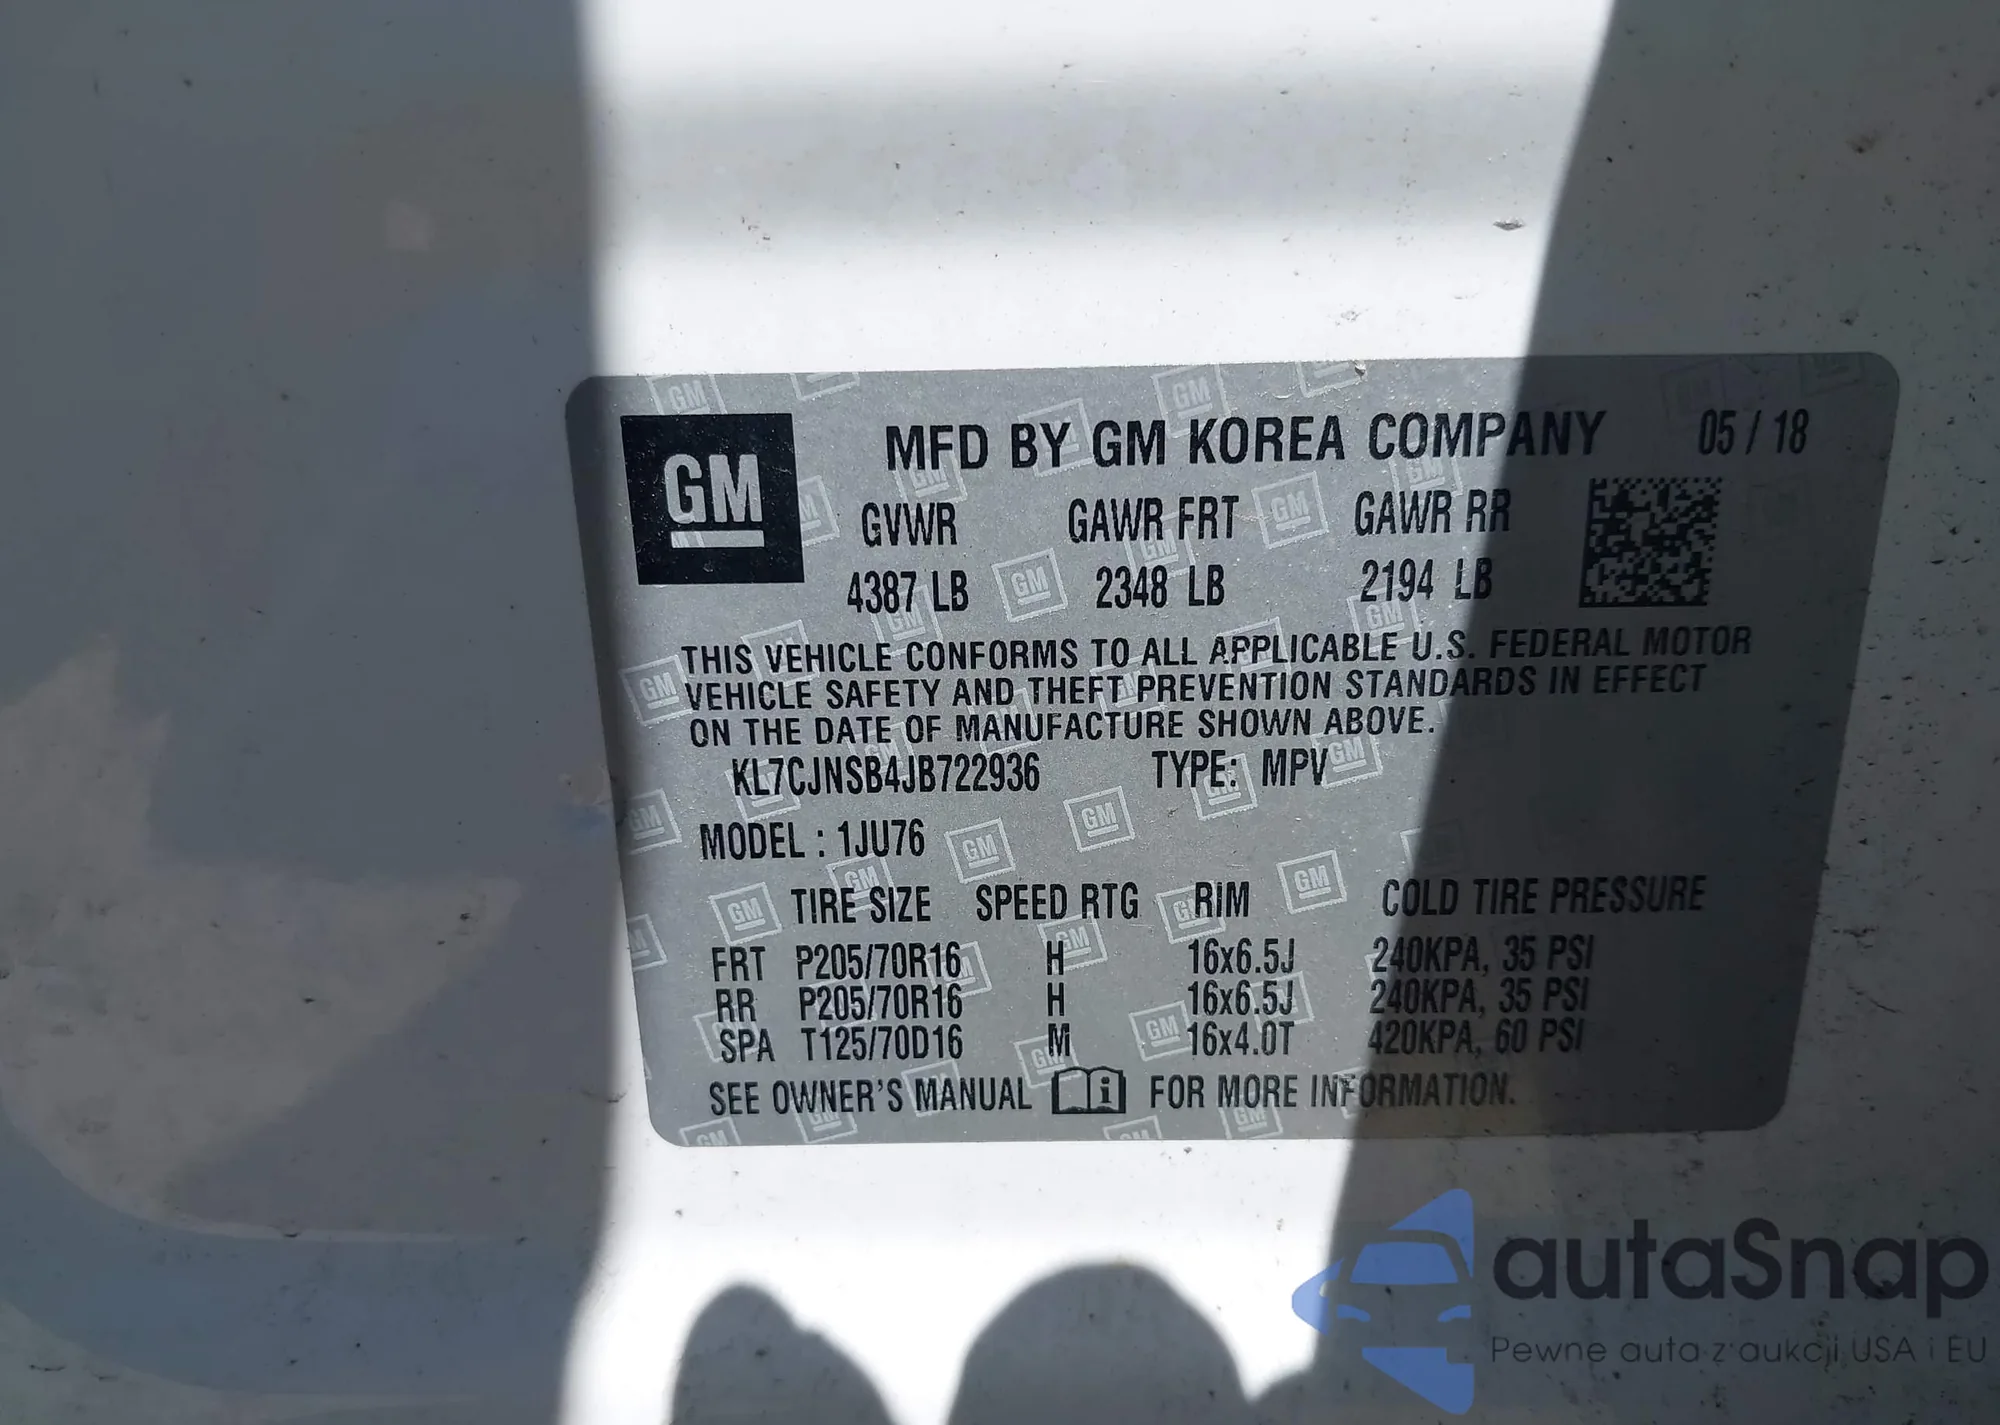 GM
MFD BY GM KOREA COMPANY 05 / 18
GVWR GAWR FRT GAWR RR
4387 LB 2348 LB 2194 LB
THIS VEHICLE CONFORMS TO ALL APPLICABLE U.S. FEDERAL MOTOR
VEHICLE SAFETY AND THEFT PREVENTION STANDARDS IN EFFECT
ON THE DATE OF MANUFACTURE SHOWN ABOVE.
KL7CJNSB4JB722936 TYPE: MPV
MODEL : 1JU76
TIRE SIZE SPEED RTG RIM COLD TIRE PRESSURE
FRT P205/70R16 H 16x6.5J 240KPA, 35 PSI
RR P205/70R16 H 16x6.5J 240KPA, 35 PSI
SPA T125/70D16 M 16x4.0T 420KPA, 60 PSI
SEE OWNER'S MANUAL i FOR MORE INFORMATION.
autaSnap
Pewne auta z aukcji USA i EU